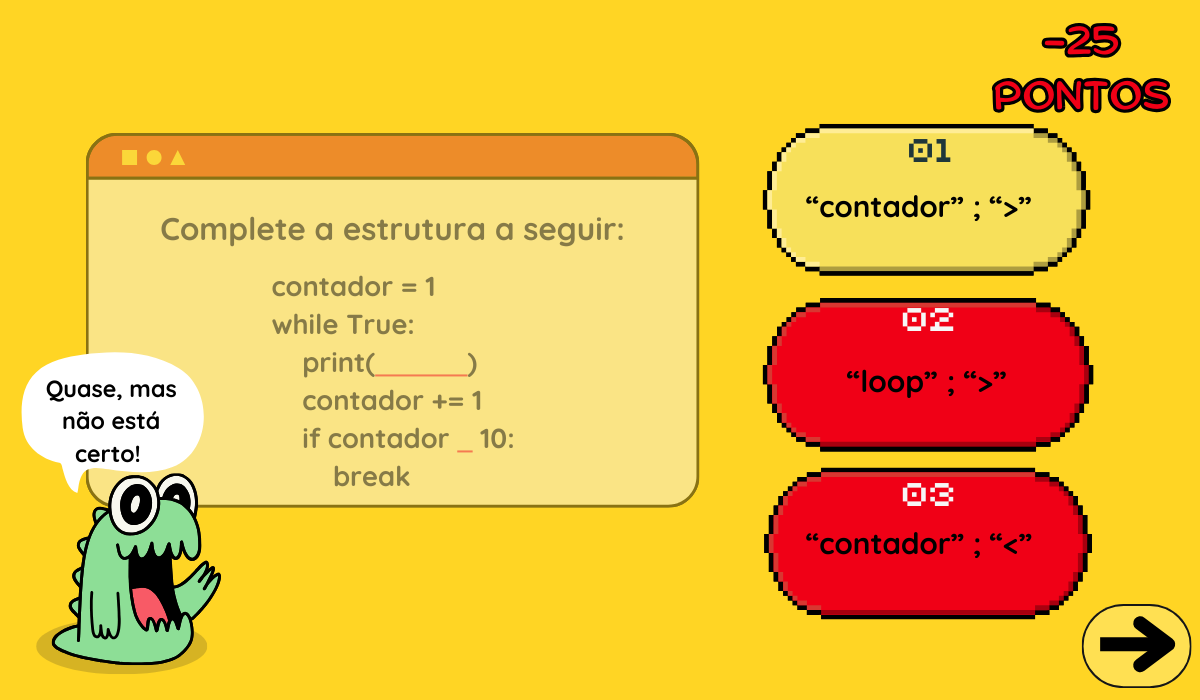 -25
PONTOS
Complete a estrutura a seguir:
contador = 1
while True:
print(______)
contador += 1
if contador _ 10:
break
Quase, mas
não está
certo!
01
“contador” ; “>”
02
“loop” ; “>”
03
“contador” ; “<”